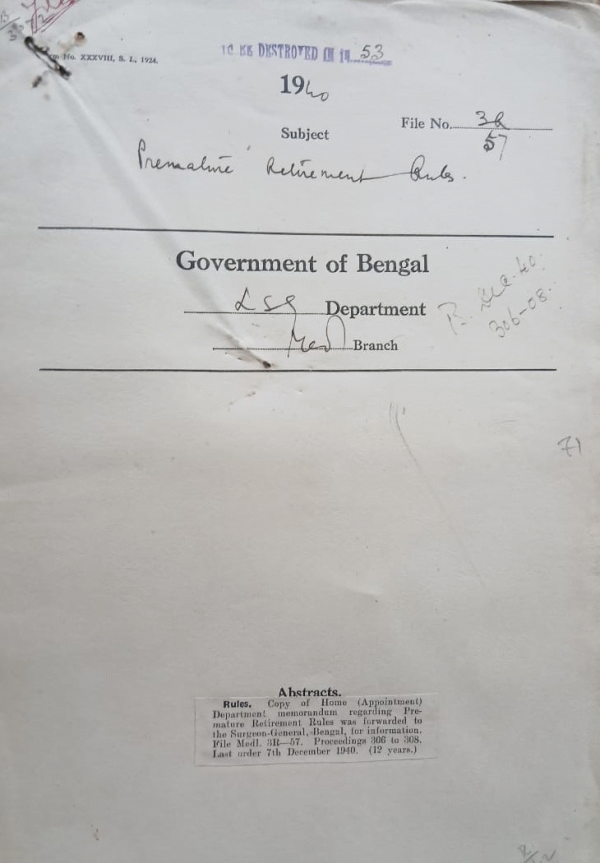 No. XXXVIII, S. I., 1924.
TO BE DESTROYED IN 19 53
1940
File No. 3R
57
Subject
Premature Retirement Rules.
Government of Bengal
LSG Department
Med Branch
Dec. 40.
306-08.
71
Abstracts.
Rules. Copy of Home (Appointment)
Department memorandum regarding Pre-
mature Retirement Rules was forwarded to
the Surgeon-General, Bengal, for information.
File Medl. 3R—57. Proceedings 306 to 308.
Last order 7th December 1940. (12 years.)